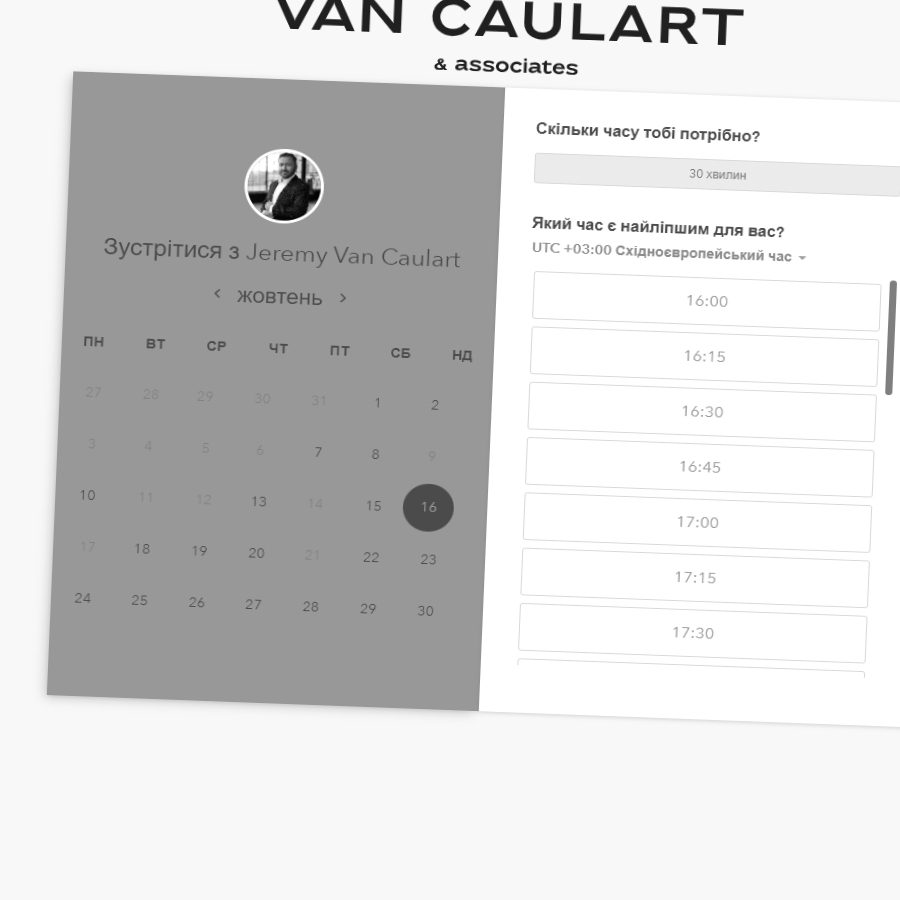 VAN CAULART
& associates
Зустрітися з Jeremy Van Caulart
жовтень
ПН ВТ СР ЧТ ПТ СБ НД
27 28 29 30 31 1 2
3 4 5 6 7 8 9
10 11 12 13 14 15 16
17 18 19 20 21 22 23
24 25 26 27 28 29 30
Скільки часу тобі потрібно?
30 хвилин
Який час є найліпшим для вас?
UTC +03:00 Східноєвропейський час
16:00
16:15
16:30
16:45
17:00
17:15
17:30